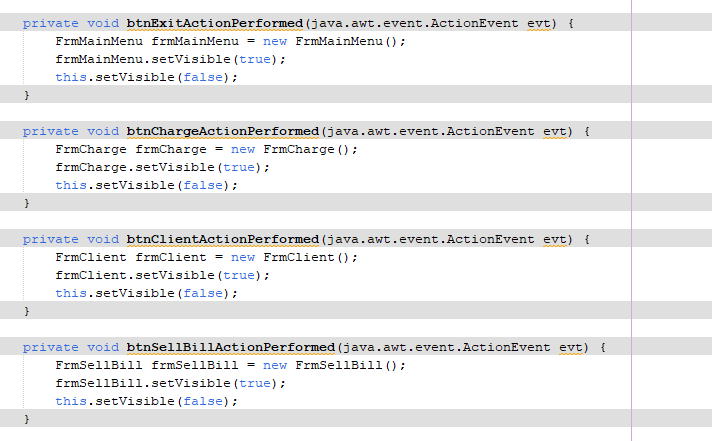 private void btnExitActionPerformed(java.awt.event.ActionEvent evt) {
    FrmMainMenu frmMainMenu = new FrmMainMenu();
    frmMainMenu.setVisible(true);
    this.setVisible(false);
}
private void btnChargeActionPerformed(java.awt.event.ActionEvent evt) {
    FrmCharge frmCharge = new FrmCharge();
    frmCharge.setVisible(true);
    this.setVisible(false);
}
private void btnClientActionPerformed(java.awt.event.ActionEvent evt) {
    FrmClient frmClient = new FrmClient();
    frmClient.setVisible(true);
    this.setVisible(false);
}
private void btnSellBillActionPerformed(java.awt.event.ActionEvent evt) {
    FrmSellBill frmSellBill = new FrmSellBill();
    frmSellBill.setVisible(true);
    this.setVisible(false);
}